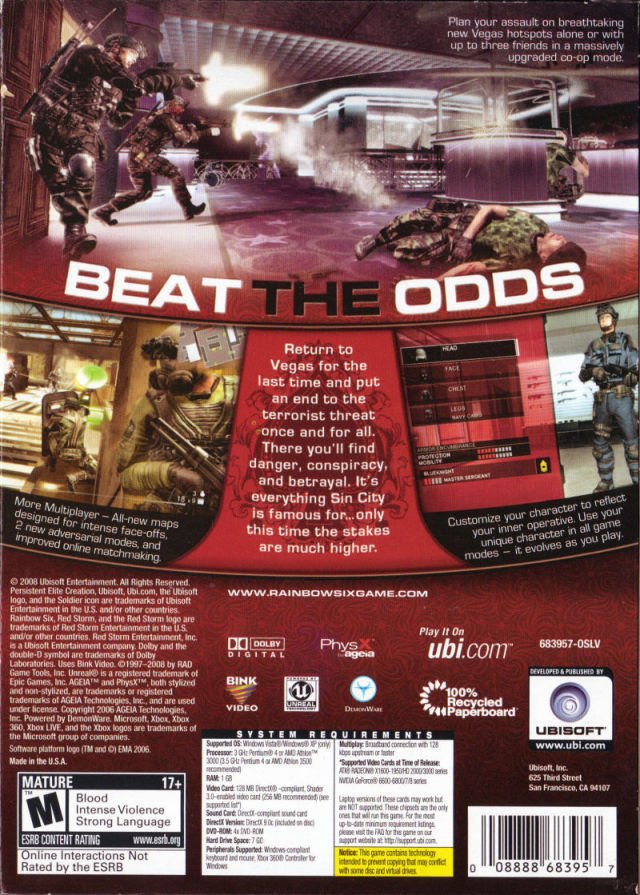 Plan your assault on breathtaking
new Vegas hotspots alone or with
up to three friends in a massively
upgraded co-op mode.
BEAT THE ODDS
Return to
Vegas for the
last time and put
an end to the
terrorist threat
once and for all.
There you'll find
danger, conspiracy,
and betrayal. It's
everything Sin City
is famous for...only
this time the stakes
are much higher.
HEAD
FACE
CHEST
LEGS
NAVY CAMO
ARMOR ENCUMBRANCE
PROTECTION
MOBILITY
BLUEKNIGHT
MASTER SERGEANT
More Multiplayer – All-new maps
designed for intense face-offs,
2 new adversarial modes, and
improved online matchmaking.
Customize your character to reflect
your inner operative. Use your
unique character in all game
modes – it evolves as you play.
© 2008 Ubisoft Entertainment. All Rights Reserved.
Persistent Elite Creation, Ubisoft, Ubi.com, the Ubisoft
logo, and the Soldier icon are trademarks of Ubisoft
Entertainment in the U.S. and/or other countries.
Rainbow Six, Red Storm, and the Red Storm logo are
trademarks of Red Storm Entertainment in the U.S.
and/or other countries. Red Storm Entertainment, Inc.
is a Ubisoft Entertainment company. Dolby and the
double-D symbol are trademarks of Dolby
Laboratories. Uses Bink Video. ©1997–2008 by RAD
Game Tools, Inc. Unreal® is a registered trademark of
Epic Games, Inc. AGEIA™ and PhysX™, both stylized
and non-stylized, are trademarks or registered
trademarks of AGEIA Technologies, Inc., and are used
under license. Copyright 2006 AGEIA Technologies,
Inc. Powered by DemonWare. Microsoft, Xbox, Xbox
360, Xbox LIVE, and the Xbox logos are trademarks of
the Microsoft group of companies.
Software platform logo (TM and ©) EMA 2006.
Made in the U.S.A.
WWW.RAINBOWSIXGAME.COM
DOLBY
DIGITAL
PhysX™
by ageia
Play It On
ubi.com™
683957-0SLV
BINK
VIDEO
POWERED BY
UNREAL
TECHNOLOGY
DEMONWARE
100%
Recycled
Paperboard
DEVELOPED & PUBLISHED BY
UBISOFT
www.ubi.com
Ubisoft, Inc.
625 Third Street
San Francisco, CA 94107
SYSTEM REQUIREMENTS
Supported OS: Windows Vista®/Windows® XP (only)
Processor: 3 GHz Pentium® 4 or AMD Athlon™
3000 (3.5 GHz Pentium 4 or AMD Athlon 3500
recommended)
RAM: 1 GB
Video Card: 128 MB DirectX® -compliant, Shader
3.0–enabled video card (256 MB recommended) (see
supported list*)
Sound Card: DirectX–compliant sound card
DirectX Version: DirectX 9.0c (included on disc)
DVD-ROM: 4x DVD-ROM
Hard Drive Space: 7 GB
Peripherals Supported: Windows-compliant
keyboard and mouse, Xbox 360® Controller for
Windows
Multiplay: Broadband connection with 128
kbps upstream or faster
*Supported Video Cards at Time of Release:
ATI® RADEON® X1600-1950/HD 2000/3000 series
NVIDIA GeForce® 6600-6800/7/8 series
Laptop versions of these cards may work but
are NOT supported. These chipsets are the only
ones that will run this game. For the most
up-to-date minimum requirement listings,
please visit the FAQ for this game on our
support website at: http://support.ubi.com.
Notice: This game contains technology
intended to prevent copying that may conflict
with some disc and virtual drives.
MATURE 17+
M
Blood
Intense Violence
Strong Language
ESRB CONTENT RATING www.esrb.org
Online Interactions Not
Rated by the ESRB
0 08888 68395 7